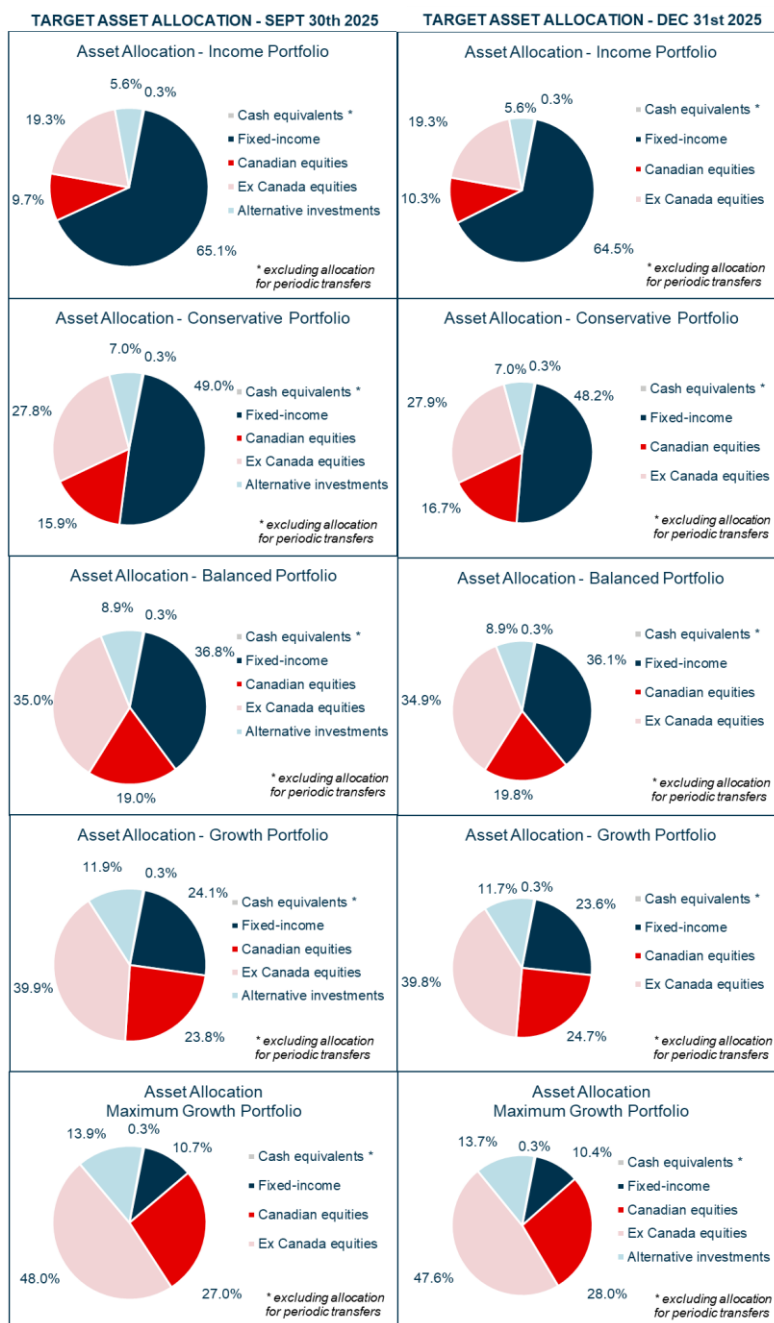 TARGET ASSET ALLOCATION - SEPT 30th 2025
Asset Allocation - Income Portfolio
5.6%
0.3%
19.3%
9.7%
65.1%
Cash equivalents *
Fixed-income
Canadian equities
Ex Canada equities
Alternative investments
* excluding allocation
for periodic transfers
Asset Allocation - Conservative Portfolio
7.0%
0.3%
49.0%
27.8%
15.9%
Cash equivalents *
Fixed-income
Canadian equities
Ex Canada equities
Alternative investments
* excluding allocation
for periodic transfers
Asset Allocation - Balanced Portfolio
8.9%
0.3%
36.8%
35.0%
19.0%
Cash equivalents *
Fixed-income
Canadian equities
Ex Canada equities
Alternative investments
* excluding allocation
for periodic transfers
Asset Allocation - Growth Portfolio
11.9%
0.3%
24.1%
39.9%
23.8%
Cash equivalents *
Fixed-income
Canadian equities
Ex Canada equities
Alternative investments
* excluding allocation
for periodic transfers
Asset Allocation
Maximum Growth Portfolio
13.9%
0.3%
10.7%
48.0%
27.0%
Cash equivalents *
Fixed-income
Canadian equities
Ex Canada equities
* excluding allocation
for periodic transfers
TARGET ASSET ALLOCATION - DEC 31st 2025
Asset Allocation - Income Portfolio
5.6%
0.3%
19.3%
10.3%
64.5%
Cash equivalents *
Fixed-income
Canadian equities
Ex Canada equities
* excluding allocation
for periodic transfers
Asset Allocation - Conservative Portfolio
7.0%
0.3%
48.2%
27.9%
16.7%
Cash equivalents *
Fixed-income
Canadian equities
Ex Canada equities
* excluding allocation
for periodic transfers
Asset Allocation - Balanced Portfolio
8.9%
0.3%
36.1%
34.9%
19.8%
Cash equivalents *
Fixed-income
Canadian equities
Ex Canada equities
* excluding allocation
for periodic transfers
Asset Allocation - Growth Portfolio
11.7%
0.3%
23.6%
39.8%
24.7%
Cash equivalents *
Fixed-income
Canadian equities
Ex Canada equities
* excluding allocation
for periodic transfers
Asset Allocation
Maximum Growth Portfolio
13.7%
0.3%
10.4%
47.6%
28.0%
Cash equivalents *
Fixed-income
Canadian equities
Ex Canada equities
Alternative investments
* excluding allocation
for periodic transfers